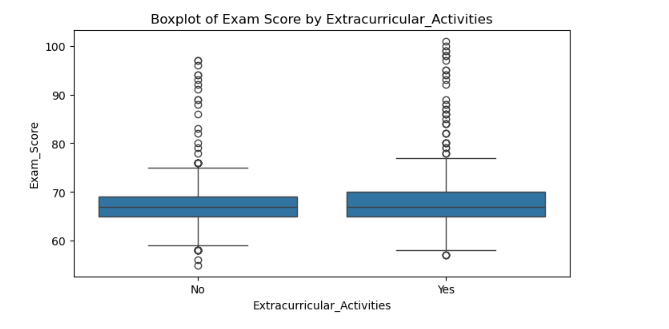 Boxplot of Exam Score by Extracurricular_Activities
100
90
80
70
60
Exam_Score
No
Yes
Extracurricular_Activities